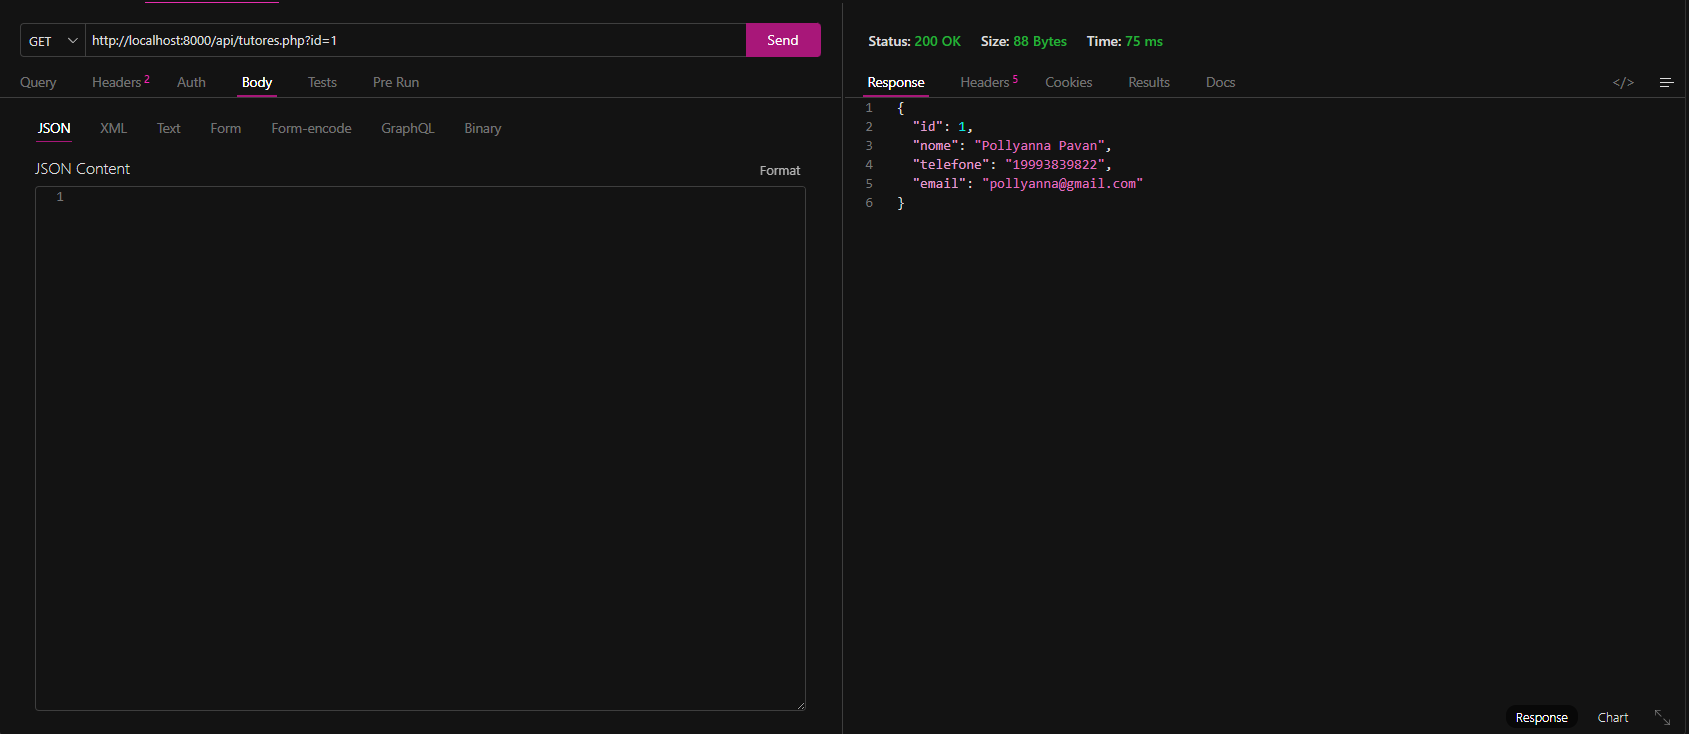 GET http://localhost:8000/api/tutores.php?id=1 Send
Query Headers 2 Auth Body Tests Pre Run
JSON XML Text Form Form-encode GraphQL Binary
JSON Content Format
1
Status: 200 OK Size: 88 Bytes Time: 75 ms
Response Headers 5 Cookies Results Docs </>
1 {
2 "id": 1,
3 "nome": "Pollyanna Pavan",
4 "telefone": "19993839822",
5 "email": "pollyanna@gmail.com"
6 }
Response Chart